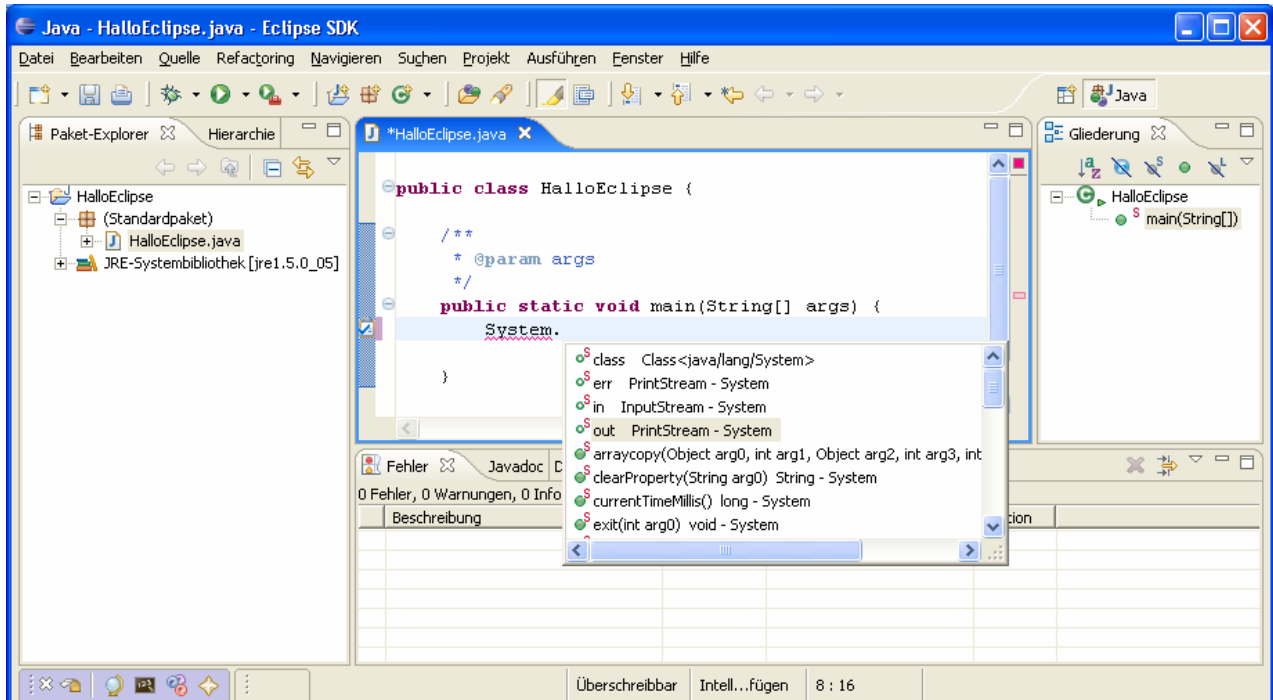 Java - HalloEclipse.java - Eclipse SDK
Datei Bearbeiten Quelle Refactoring Navigieren Suchen Projekt Ausführen Fenster Hilfe
Java
Paket-Explorer Hierarchie
HalloEclipse
(Standardpaket)
HalloEclipse.java
JRE-Systembibliothek [jre1.5.0_05]
*HalloEclipse.java
public class HalloEclipse {
/**
* @param args
*/
public static void main(String[] args) {
System.
}
class Class<java/lang/System>
err PrintStream - System
in InputStream - System
out PrintStream - System
arraycopy(Object arg0, int arg1, Object arg2, int arg3, int
clearProperty(String arg0) String - System
currentTimeMillis() long - System
exit(int arg0) void - System
Gliederung
HalloEclipse
main(String[])
Fehler Javadoc D
0 Fehler, 0 Warnungen, 0 Info
Beschreibung tion
Überschreibbar Intell...fügen 8 : 16